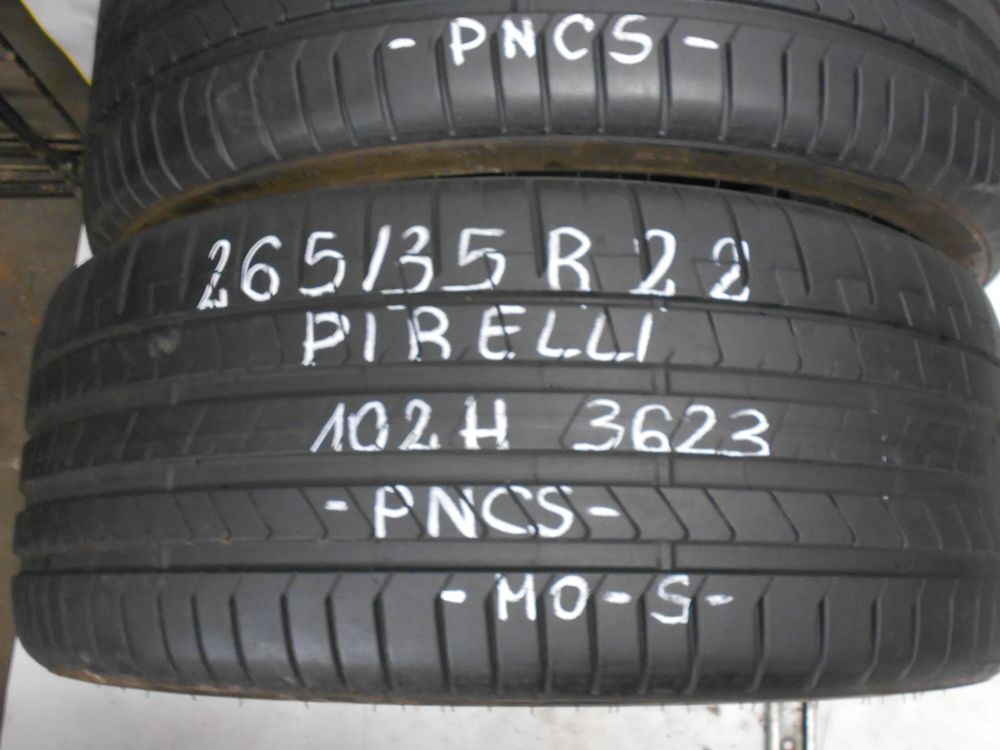 - PNCS -
265/35 R 22
PIRELLI
102H 3623
- PNCS -
- MO - S -